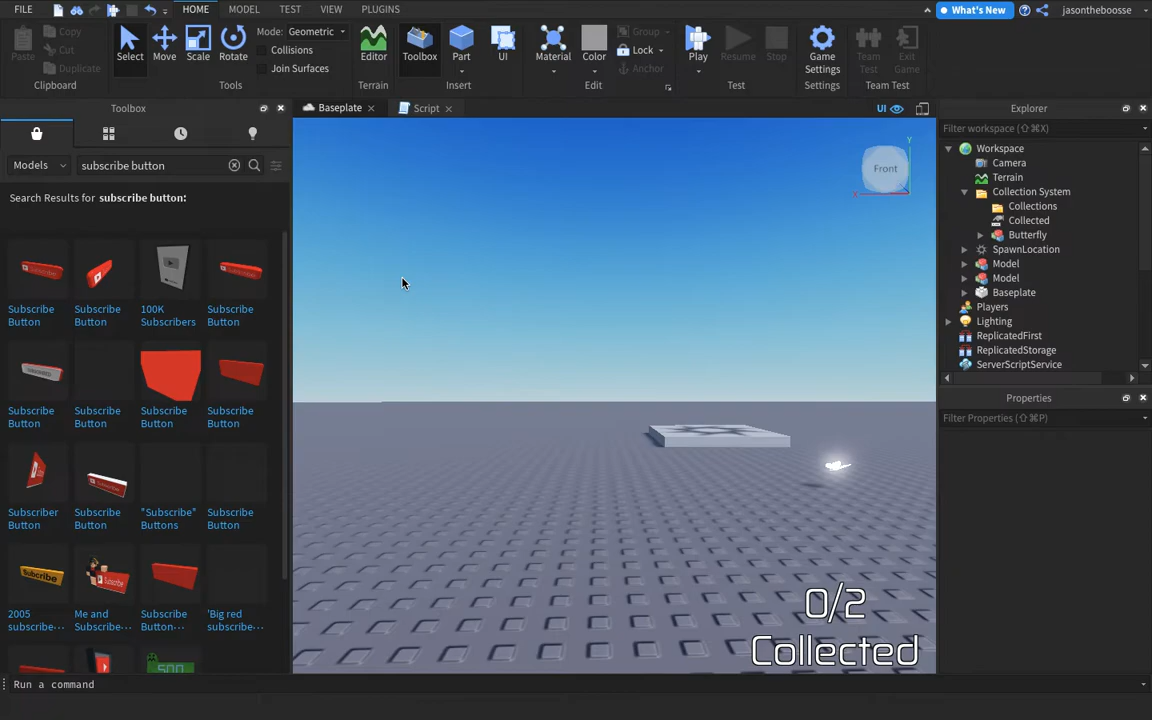 FILE HOME MODEL TEST VIEW PLUGINS What's New jasontheboosse
Paste Copy Cut Duplicate
Clipboard
Select Move Scale Rotate
Mode: Geometric
Collisions
Join Surfaces
Tools
Editor
Terrain
Toolbox Part UI
Insert
Material Color
Group
Lock
Anchor
Edit
Play Resume Stop
Test
Game Settings
Settings
Team Test
Exit Game
Team Test
Toolbox
Models subscribe button
Search Results for subscribe button:
Subscribe Button
Subscribe Button
100K Subscribers
Subscribe Button
Subscribe Button
Subscribe Button
Subscribe Button
Subscribe Button
Subscriber Button
Subscribe Button
*Subscribe* Buttons
Subscribe Button
2005 subscribe···
Me and Subscribe···
Subscribe Button···
'Big red subscribe···
Subcribe
500
Baseplate Script UI
Front
Y
0/2
Collected
Explorer
Filter workspace (⇧⌘X)
Workspace
Camera
Terrain
Collection System
Collections
Collected
Butterfly
SpawnLocation
Model
Model
Baseplate
Players
Lighting
ReplicatedFirst
ReplicatedStorage
ServerScriptService
Properties
Filter Properties (⇧⌘P)
Run a command